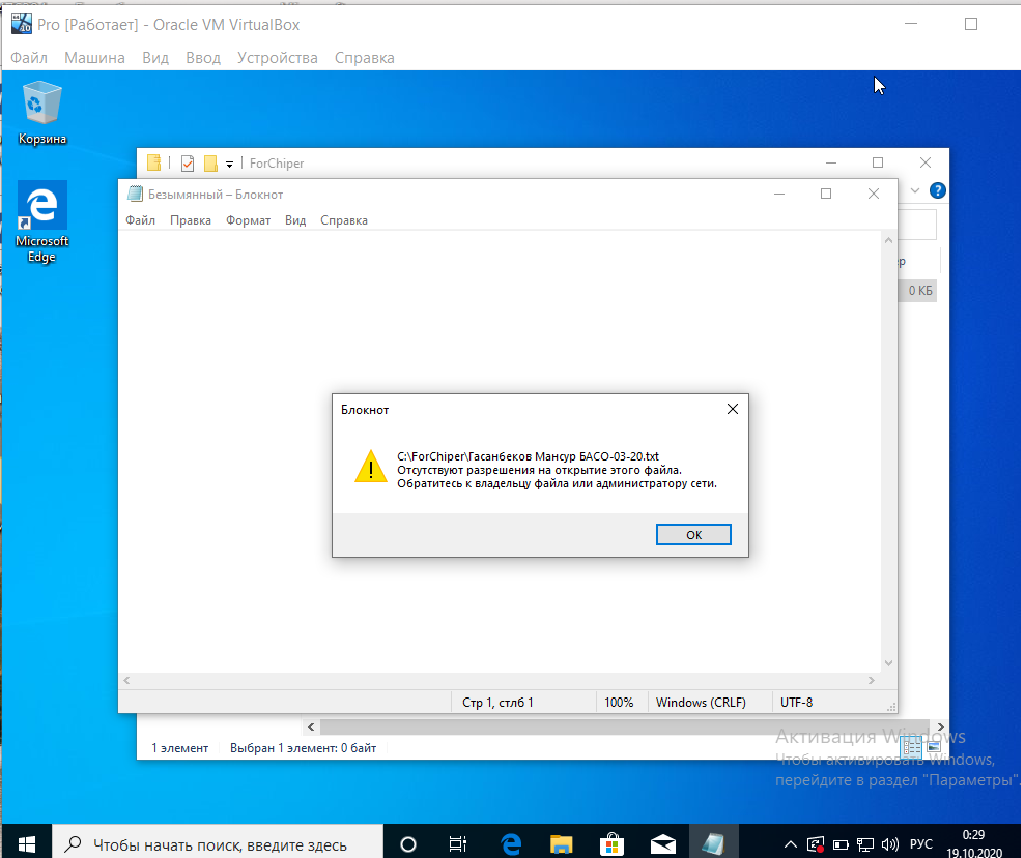 Pro [Работает] - Oracle VM VirtualBox
Файл Машина Вид Ввод Устройства Справка
Корзина
Microsoft
Edge
ForChiper
Безымянный – Блокнот
Файл Правка Формат Вид Справка
ер
0 КБ
Блокнот
C:\ForChiper\Гасанбеков Мансур БАСО-03-20.txt
Отсутствуют разрешения на открытие этого файла.
Обратитесь к владельцу файла или администратору сети.
ОК
Стр 1, стлб 1 100% Windows (CRLF) UTF-8
1 элемент Выбран 1 элемент: 0 байт
Активация Windows
Чтобы активировать Windows,
перейдите в раздел "Параметры".
Чтобы начать поиск, введите здесь
РУС
0:29
19.10.2020